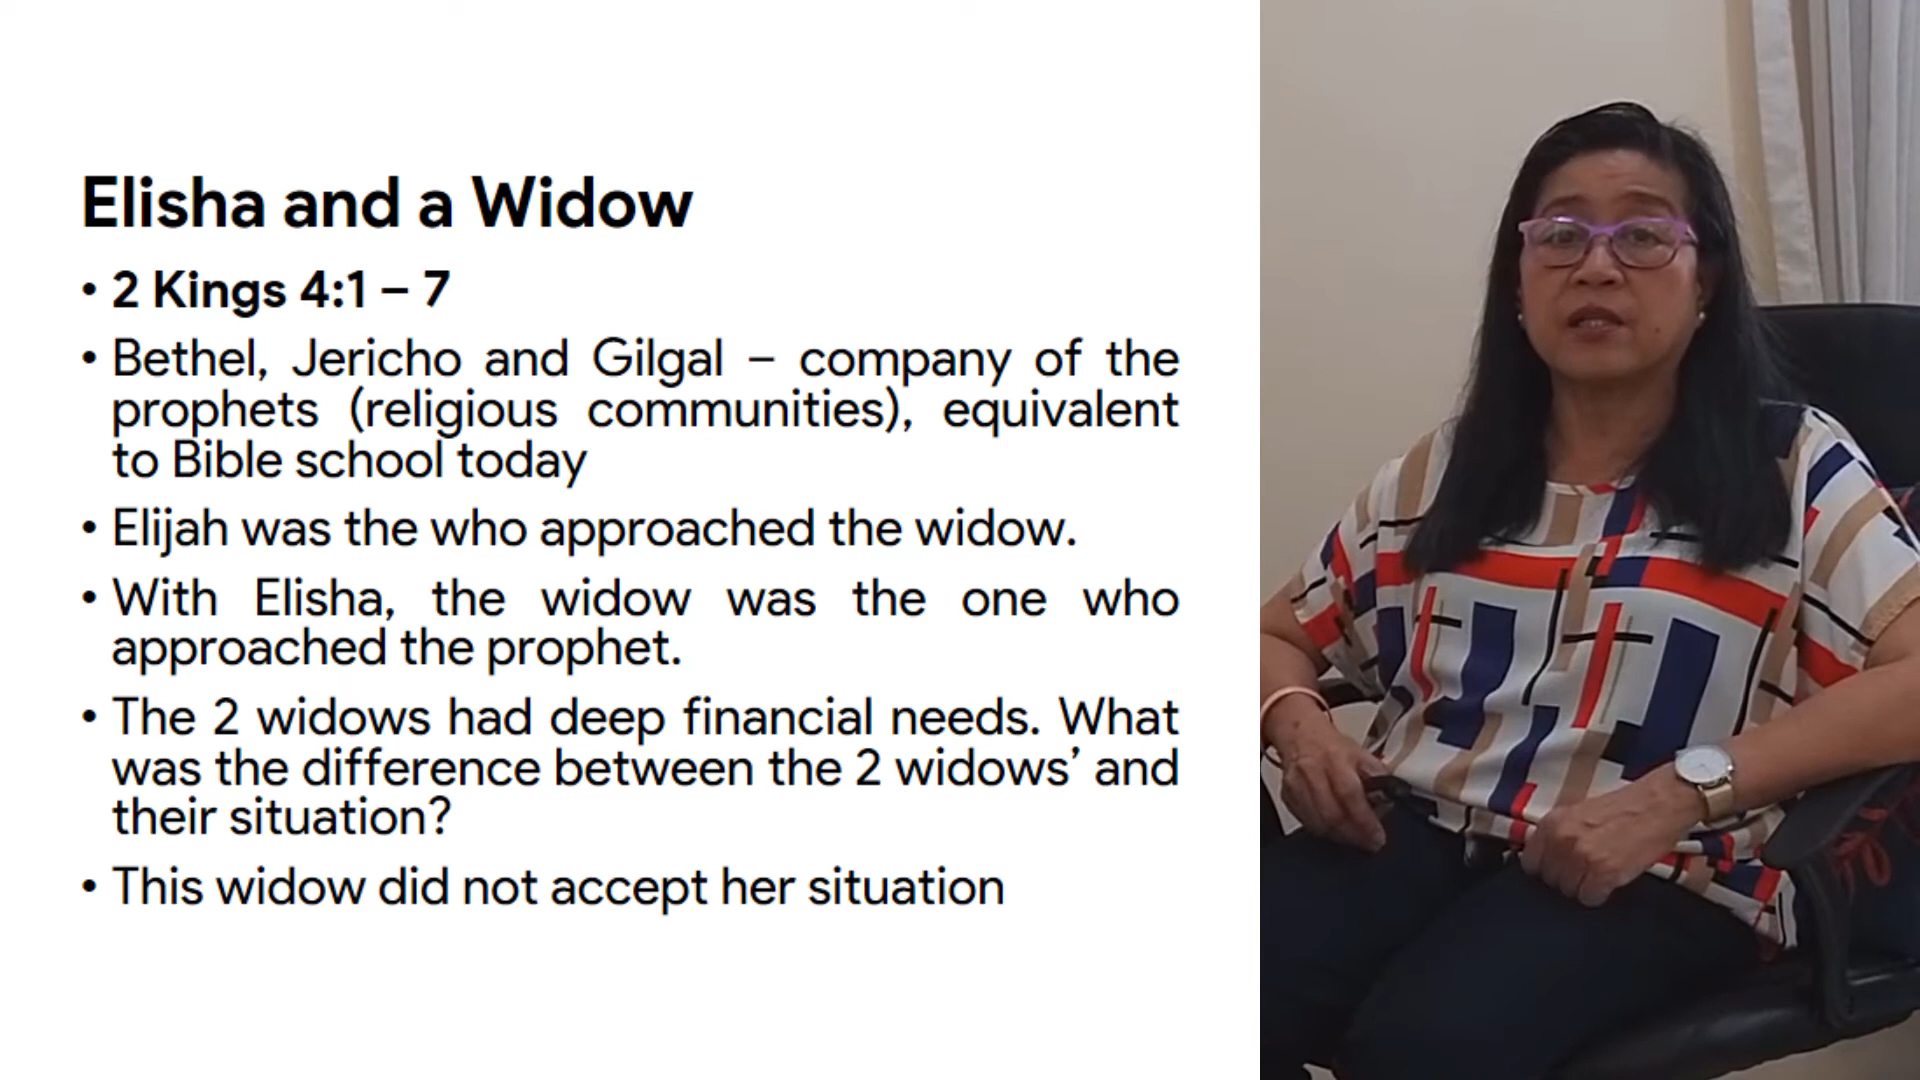 Elisha and a Widow
• 2 Kings 4:1 – 7
• Bethel, Jericho and Gilgal – company of the
prophets (religious communities), equivalent
to Bible school today
• Elijah was the who approached the widow.
• With Elisha, the widow was the one who
approached the prophet.
• The 2 widows had deep financial needs. What
was the difference between the 2 widows’ and
their situation?
• This widow did not accept her situation